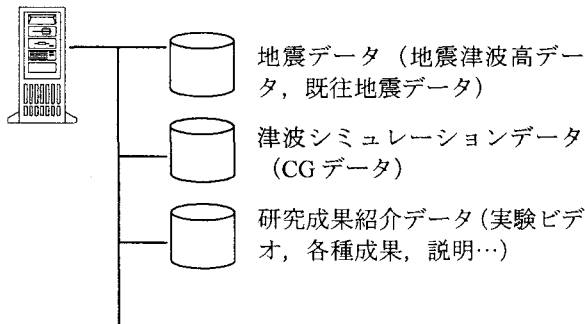 地震データ（地震津波高デー
タ，既往地震データ）
津波シミュレーションデータ
（CGデータ）
研究成果紹介データ（実験ビデ
オ，各種成果，説明…）